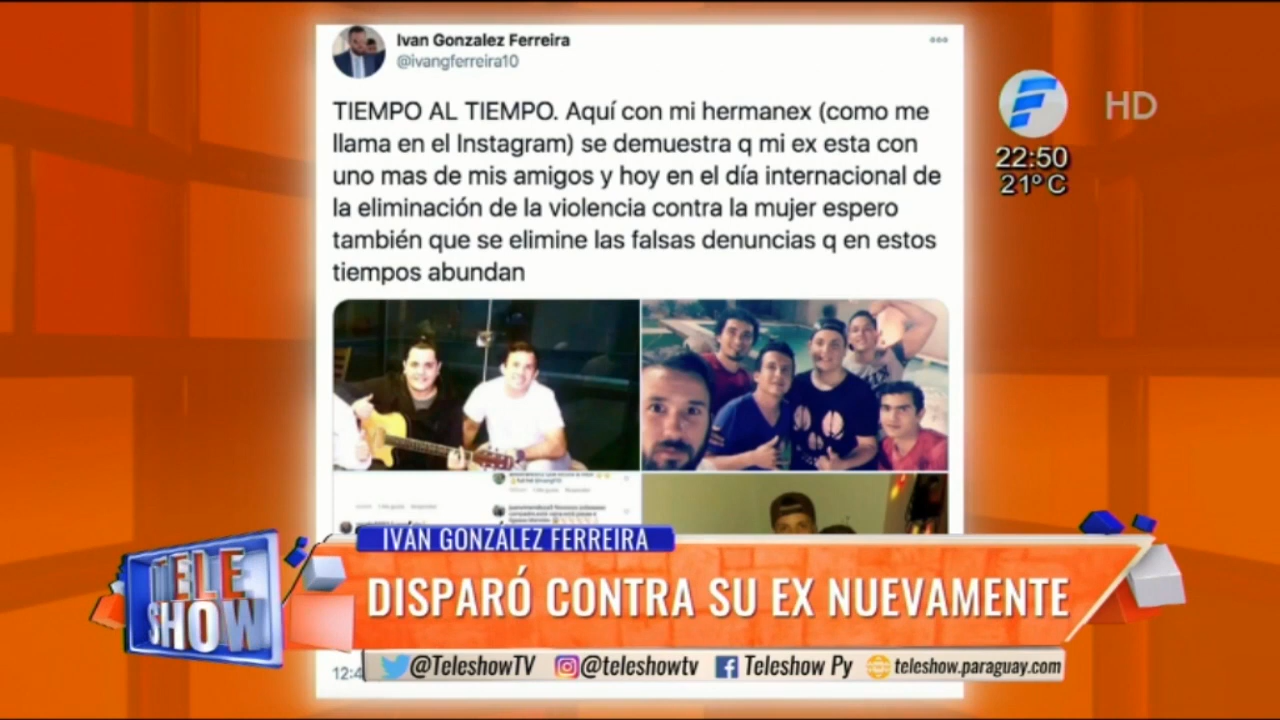 Ivan Gonzalez Ferreira
@ivangferreira10
TIEMPO AL TIEMPO. Aquí con mi hermanex (como me
llama en el Instagram) se demuestra q mi ex esta con
uno mas de mis amigos y hoy en el día internacional de
la eliminación de la violencia contra la mujer espero
también que se elimine las falsas denuncias q en estos
tiempos abundan
HD
22:50
21°C
IVÁN GONZÁLEZ FERREIRA
TELE
SHOW
DISPARÓ CONTRA SU EX NUEVAMENTE
12:4
@TeleshowTV @teleshowtv Teleshow Py teleshow.paraguay.com